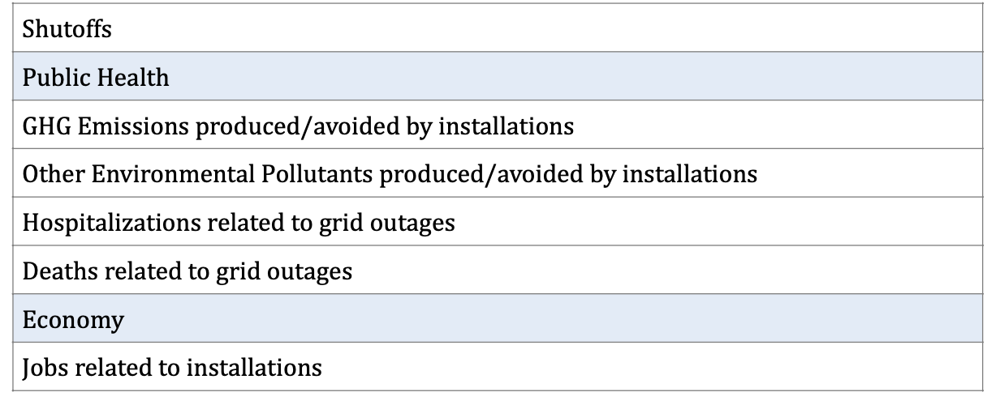 Shutoffs
Public Health
GHG Emissions produced/avoided by installations
Other Environmental Pollutants produced/avoided by installations
Hospitalizations related to grid outages
Deaths related to grid outages
Economy
Jobs related to installations